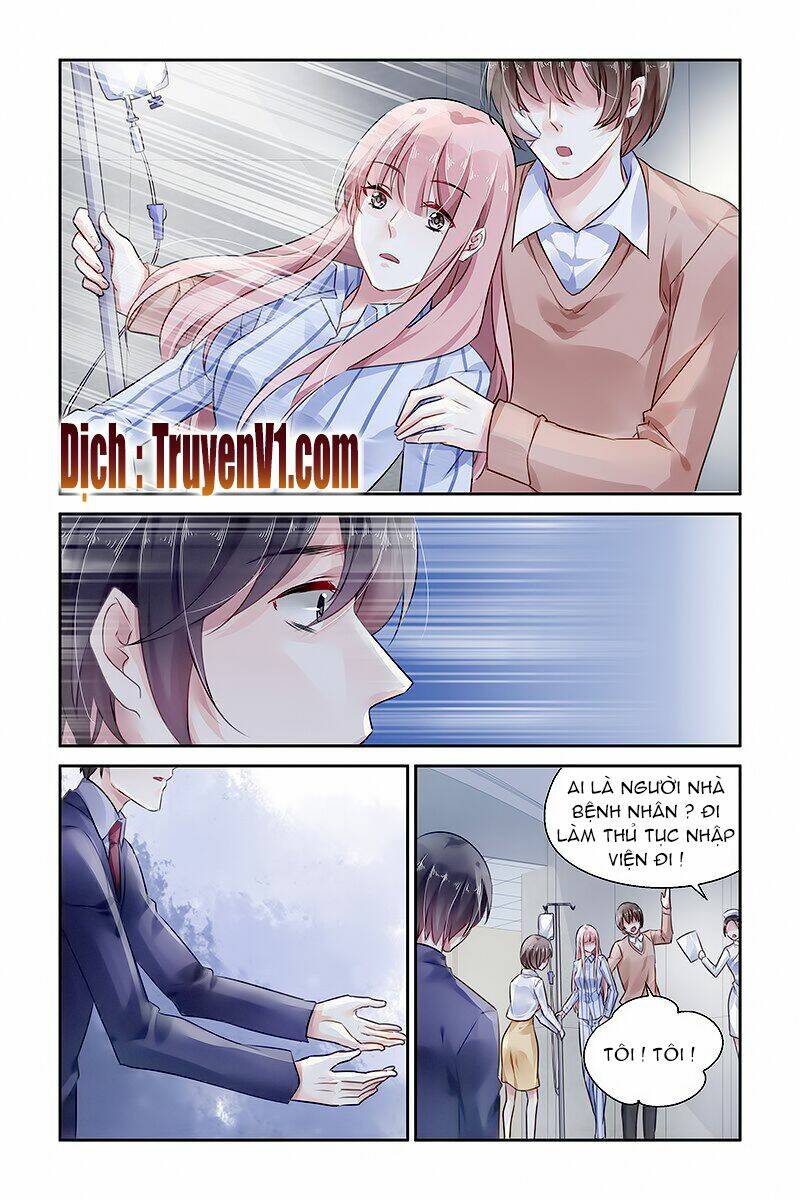 Dịch : TruyenV1.com
AI LÀ NGƯỜI NHÀ
BỆNH NHÂN ? ĐI
LÀM THỦ TỤC NHẬP
VIỆN ĐI !
TÔI ! TÔI !